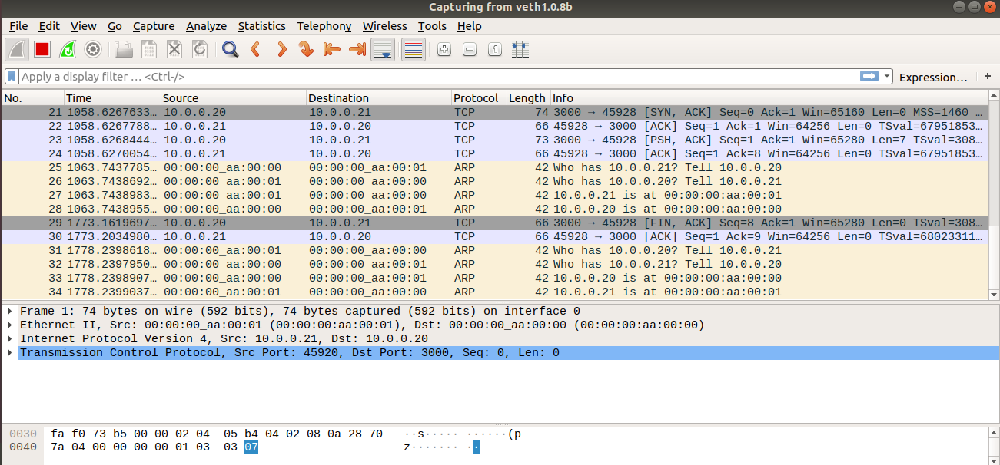 Capturing from veth1.0.8b
File Edit View Go Capture Analyze Statistics Telephony Wireless Tools Help
Apply a display filter … <Ctrl-/> Expression… +
No. Time Source Destination Protocol Length Info
21 1058.6267633… 10.0.0.20 10.0.0.21 TCP 74 3000 → 45928 [SYN, ACK] Seq=0 Ack=1 Win=65160 Len=0 MSS=1460 …
22 1058.6267788… 10.0.0.21 10.0.0.20 TCP 66 45928 → 3000 [ACK] Seq=1 Ack=1 Win=64256 Len=0 TSval=67951853…
23 1058.6268444… 10.0.0.20 10.0.0.21 TCP 73 3000 → 45928 [PSH, ACK] Seq=1 Ack=1 Win=65280 Len=7 TSval=308…
24 1058.6270054… 10.0.0.21 10.0.0.20 TCP 66 45928 → 3000 [ACK] Seq=1 Ack=8 Win=64256 Len=0 TSval=67951853…
25 1063.7437785… 00:00:00_aa:00:00 00:00:00_aa:00:01 ARP 42 Who has 10.0.0.21? Tell 10.0.0.20
26 1063.7438692… 00:00:00_aa:00:01 00:00:00_aa:00:00 ARP 42 Who has 10.0.0.20? Tell 10.0.0.21
27 1063.7438983… 00:00:00_aa:00:01 00:00:00_aa:00:00 ARP 42 10.0.0.21 is at 00:00:00:aa:00:01
28 1063.7438955… 00:00:00_aa:00:00 00:00:00_aa:00:01 ARP 42 10.0.0.20 is at 00:00:00:aa:00:00
29 1773.1619697… 10.0.0.20 10.0.0.21 TCP 66 3000 → 45928 [FIN, ACK] Seq=8 Ack=1 Win=65280 Len=0 TSval=308…
30 1773.2034980… 10.0.0.21 10.0.0.20 TCP 66 45928 → 3000 [ACK] Seq=1 Ack=9 Win=64256 Len=0 TSval=68023311…
31 1778.2398618… 00:00:00_aa:00:01 00:00:00_aa:00:00 ARP 42 Who has 10.0.0.20? Tell 10.0.0.21
32 1778.2397950… 00:00:00_aa:00:00 00:00:00_aa:00:01 ARP 42 Who has 10.0.0.21? Tell 10.0.0.20
33 1778.2398907… 00:00:00_aa:00:00 00:00:00_aa:00:01 ARP 42 10.0.0.20 is at 00:00:00:aa:00:00
34 1778.2399037… 00:00:00_aa:00:01 00:00:00_aa:00:00 ARP 42 10.0.0.21 is at 00:00:00:aa:00:01
Frame 1: 74 bytes on wire (592 bits), 74 bytes captured (592 bits) on interface 0
Ethernet II, Src: 00:00:00_aa:00:01 (00:00:00:aa:00:01), Dst: 00:00:00_aa:00:00 (00:00:00:aa:00:00)
Internet Protocol Version 4, Src: 10.0.0.21, Dst: 10.0.0.20
Transmission Control Protocol, Src Port: 45920, Dst Port: 3000, Seq: 0, Len: 0
0030 fa f0 73 b5 00 00 02 04 05 b4 04 02 08 0a 28 70 ··s····· ······(p
0040 7a 04 00 00 00 00 01 03 03 07 z······· ··